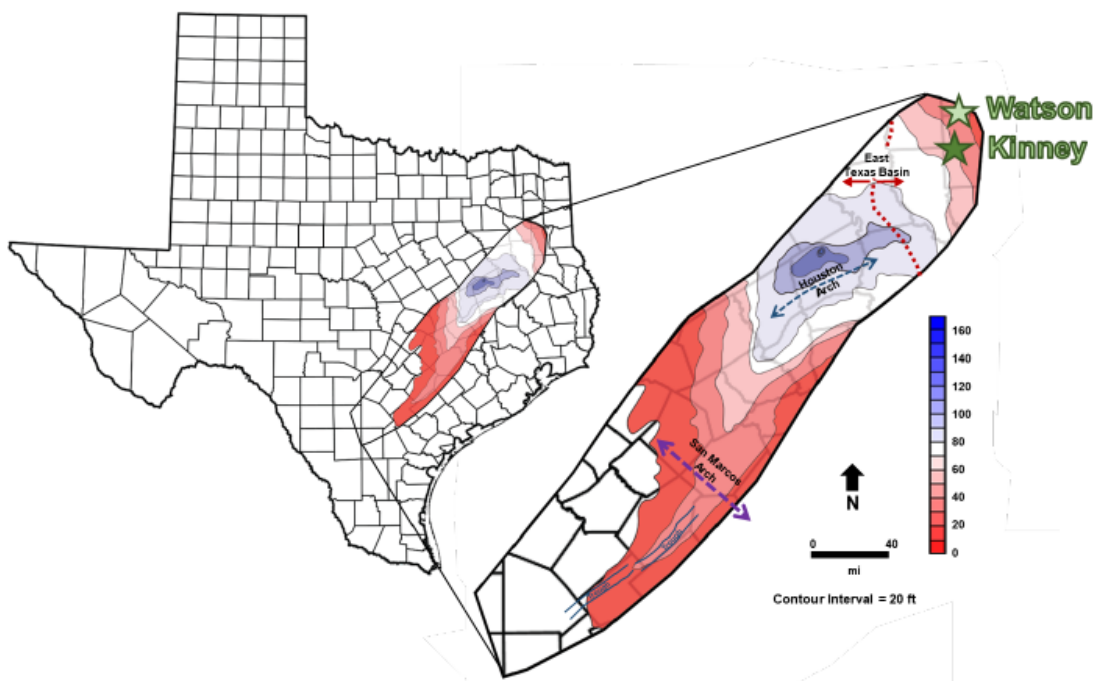 Watson
Kinney
East
Texas Basin
Houston
Arch
San Marcos
Arch
160
140
120
100
80
60
40
20
0
N
0 40
mi
Contour Interval = 20 ft